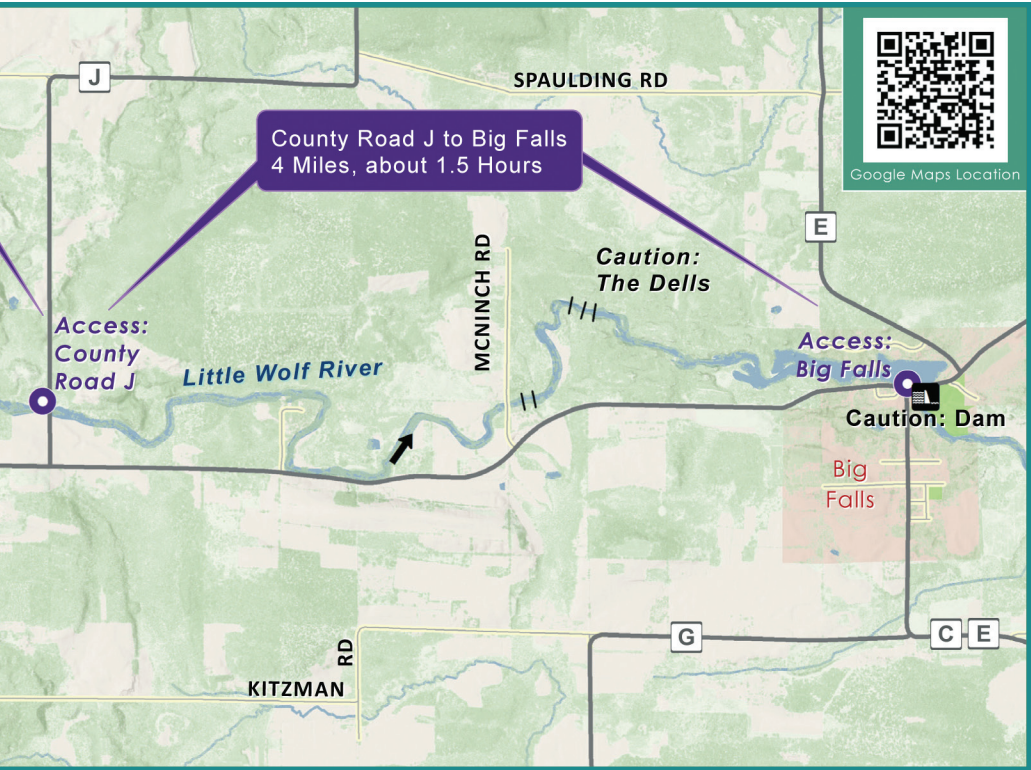 J
SPAULDING RD
Google Maps Location
County Road J to Big Falls
4 Miles, about 1.5 Hours
E
MCNINCH RD
Caution:
The Dells
Access:
County
Road J
Little Wolf River
Access:
Big Falls
Caution: Dam
Big
Falls
G
C E
KITZMAN RD